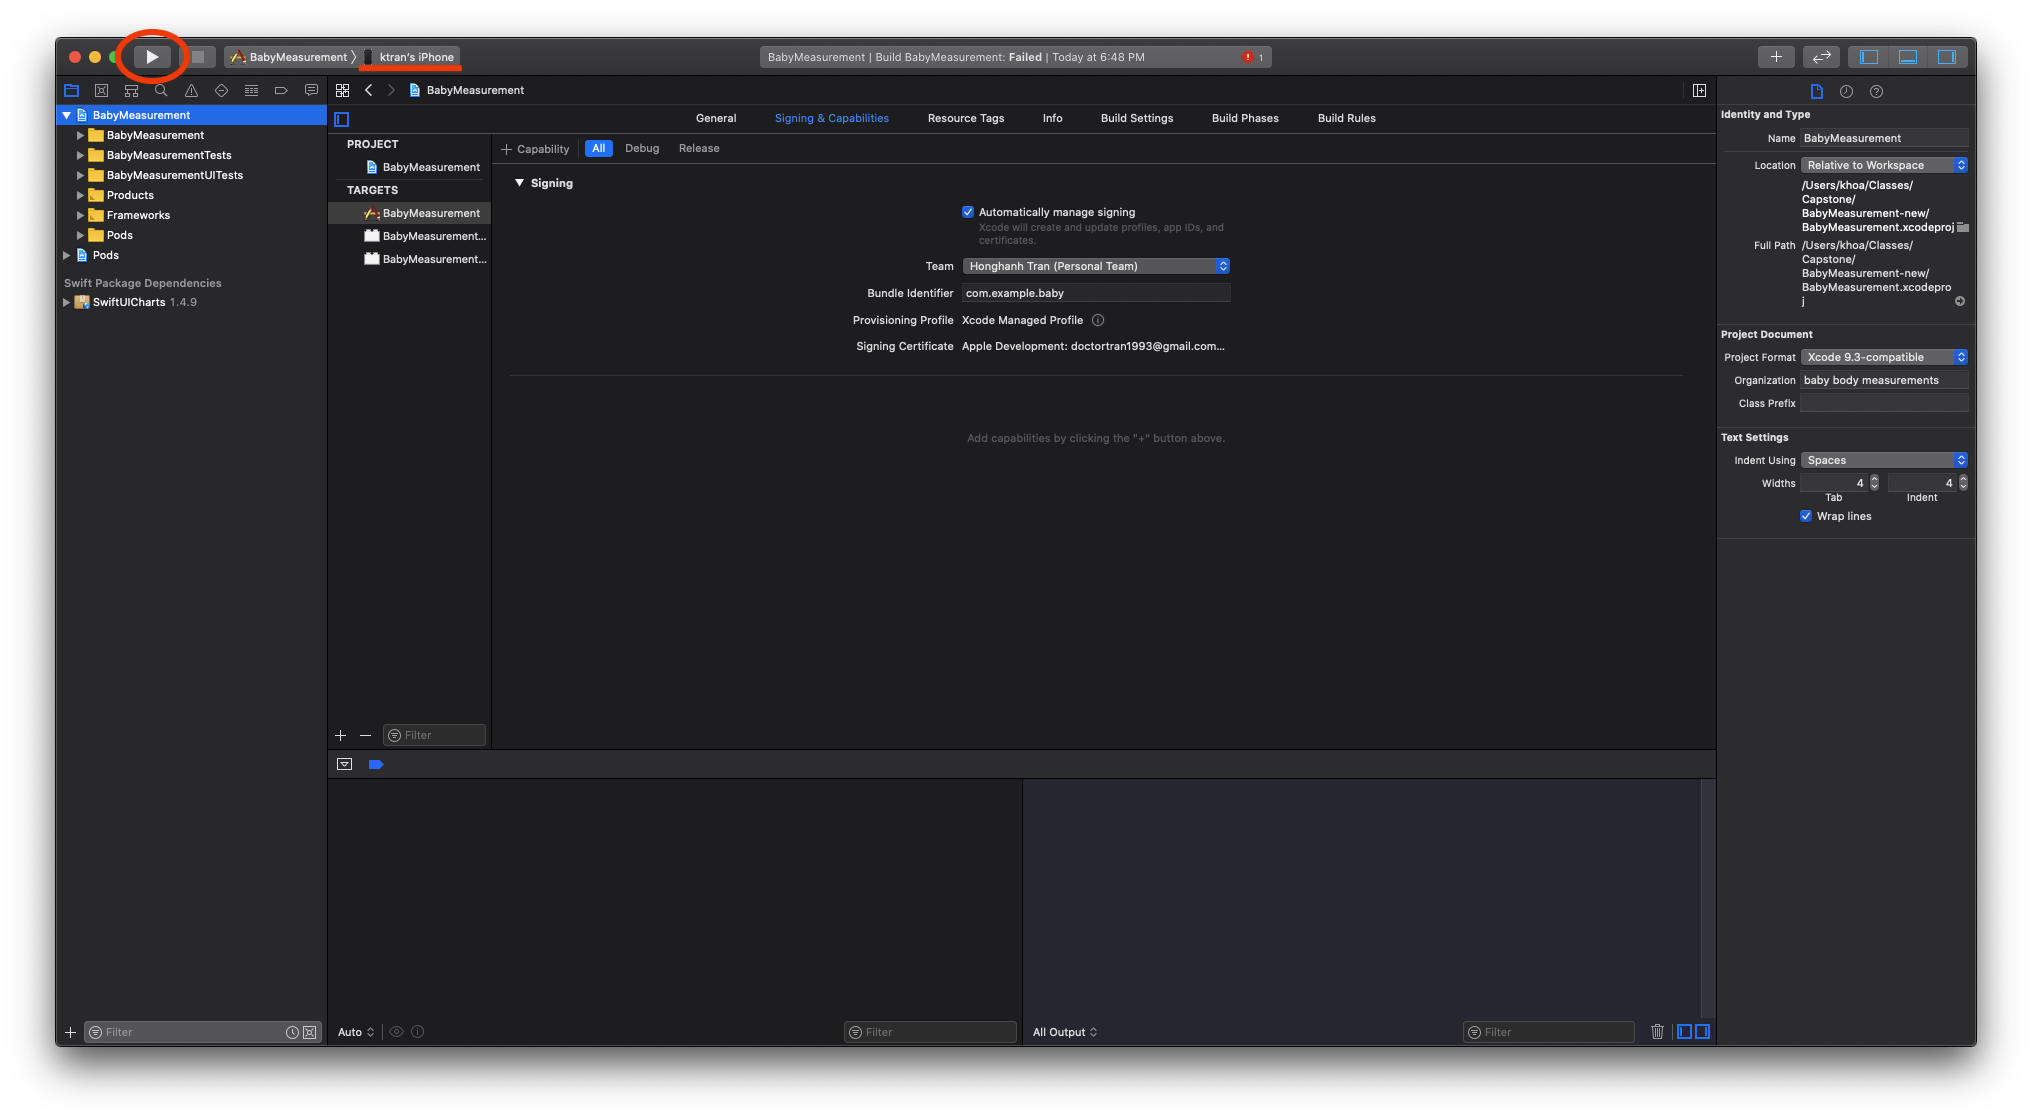 BabyMeasurement
ktran's iPhone
BabyMeasurement | Build BabyMeasurement: Failed | Today at 6:48 PM
1
BabyMeasurement
BabyMeasurement
BabyMeasurementTests
BabyMeasurementUITests
Products
Frameworks
Pods
Pods
Swift Package Dependencies
SwiftUICharts 1.4.9
Filter
BabyMeasurement
General
Signing & Capabilities
Resource Tags
Info
Build Settings
Build Phases
Build Rules
PROJECT
BabyMeasurement
TARGETS
BabyMeasurement
BabyMeasurement...
BabyMeasurement...
Filter
+ Capability
All
Debug
Release
Signing
Automatically manage signing
Xcode will create and update profiles, app IDs, and
certificates.
Team Honghanh Tran (Personal Team)
Bundle Identifier com.example.baby
Provisioning Profile Xcode Managed Profile
Signing Certificate Apple Development: doctortran1993@gmail.com...
Add capabilities by clicking the "+" button above.
Auto
Filter
All Output
Filter
Identity and Type
Name BabyMeasurement
Location Relative to Workspace
/Users/khoa/Classes/
Capstone/
BabyMeasurement-new/
BabyMeasurement.xcodeproj
Full Path /Users/khoa/Classes/
Capstone/
BabyMeasurement-new/
BabyMeasurement.xcodepro
j
Project Document
Project Format Xcode 9.3-compatible
Organization baby body measurements
Class Prefix
Text Settings
Indent Using Spaces
Widths 4 4
Tab Indent
Wrap lines